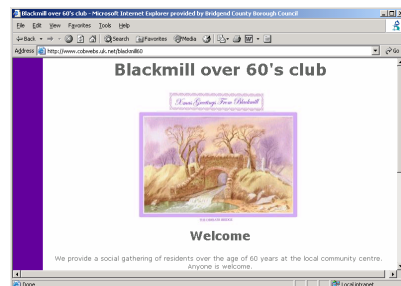 Blackmill over 60's club - Microsoft Internet Explorer provided by Bridgend County Borough Council
File Edit View Favorites Tools Help
Back Search Favorites Media
Address http://www.cobwebs.uk.net/blackmill60 Go
Blackmill over 60's club
Xmas Greetings From Blackmill
Welcome
We provide a social gathering of residents over the age of 60 years at the local community centre.
Anyone is welcome.
Done Local intranet